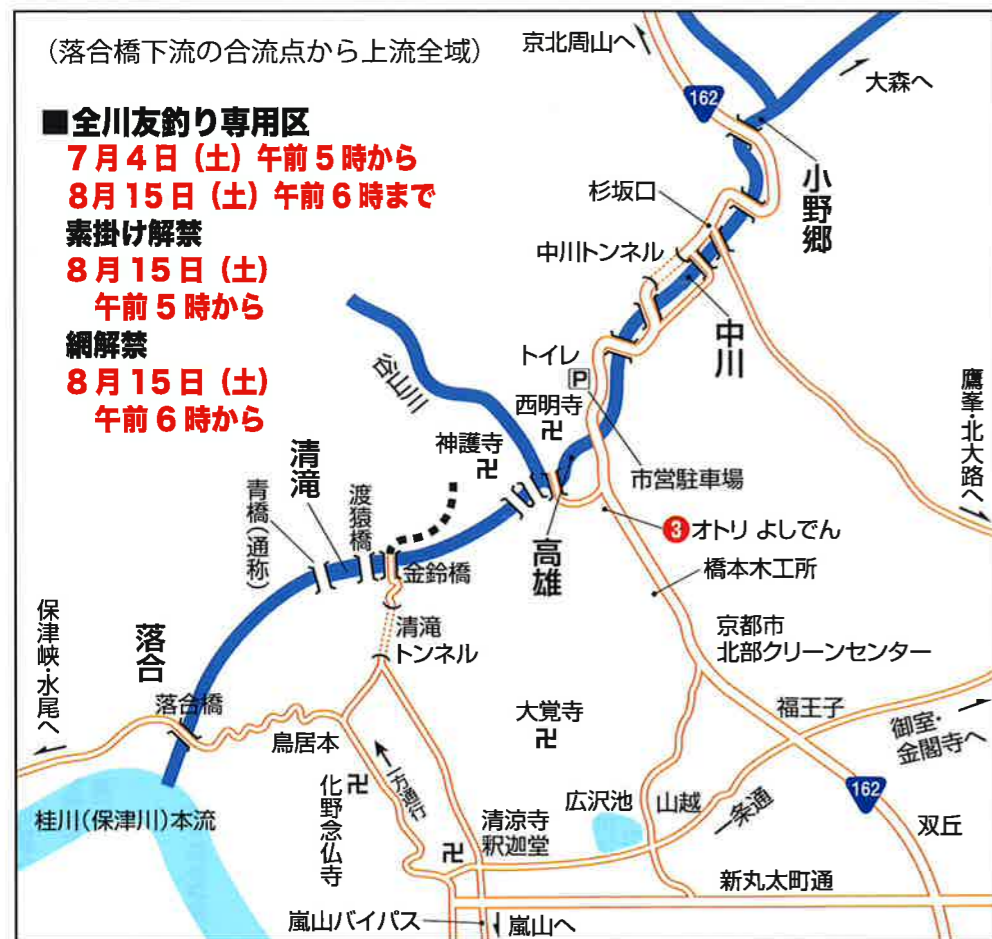 (落合橋下流の合流点から上流全域)
■全川友釣り専用区
7月4日(土)午前5時から
8月15日(土)午前6時まで
素掛け解禁
8月15日(土)
午前5時から
網解禁
8月15日(土)
午前6時から
京北周山へ
大森へ
162
小野郷
杉坂口
中川トンネル
中川
トイレ
P
西明寺
谷山川
神護寺
鷹峯・北大路へ
市営駐車場
清滝
渡猿橋
青橋(通称)
金鈴橋
高雄
3 オトリ よしでん
橋本木工所
清滝
トンネル
京都市
北部クリーンセンター
保津峡・水尾へ
落合
落合橋
鳥居本
大覚寺
福王子
御室・
金閣寺へ
一方通行
化野念仏寺
広沢池
山越
一条通
162
桂川(保津川)本流
清涼寺
釈迦堂
双丘
新丸太町通
嵐山バイパス
嵐山へ